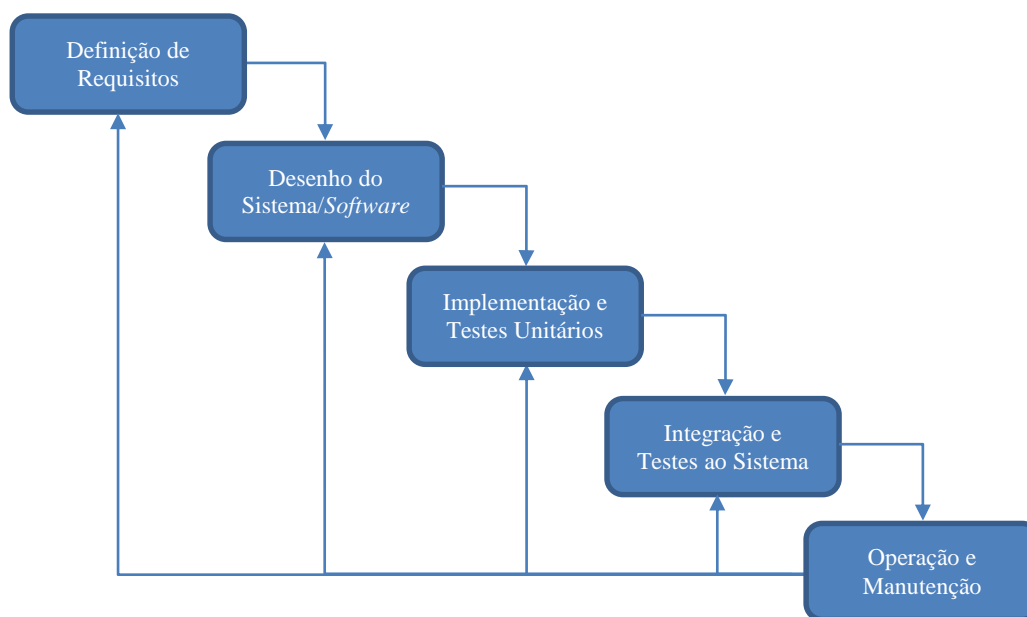 Definição de
Requisitos
Desenho do
Sistema/Software
Implementação e
Testes Unitários
Integração e
Testes ao Sistema
Operação e
Manutenção